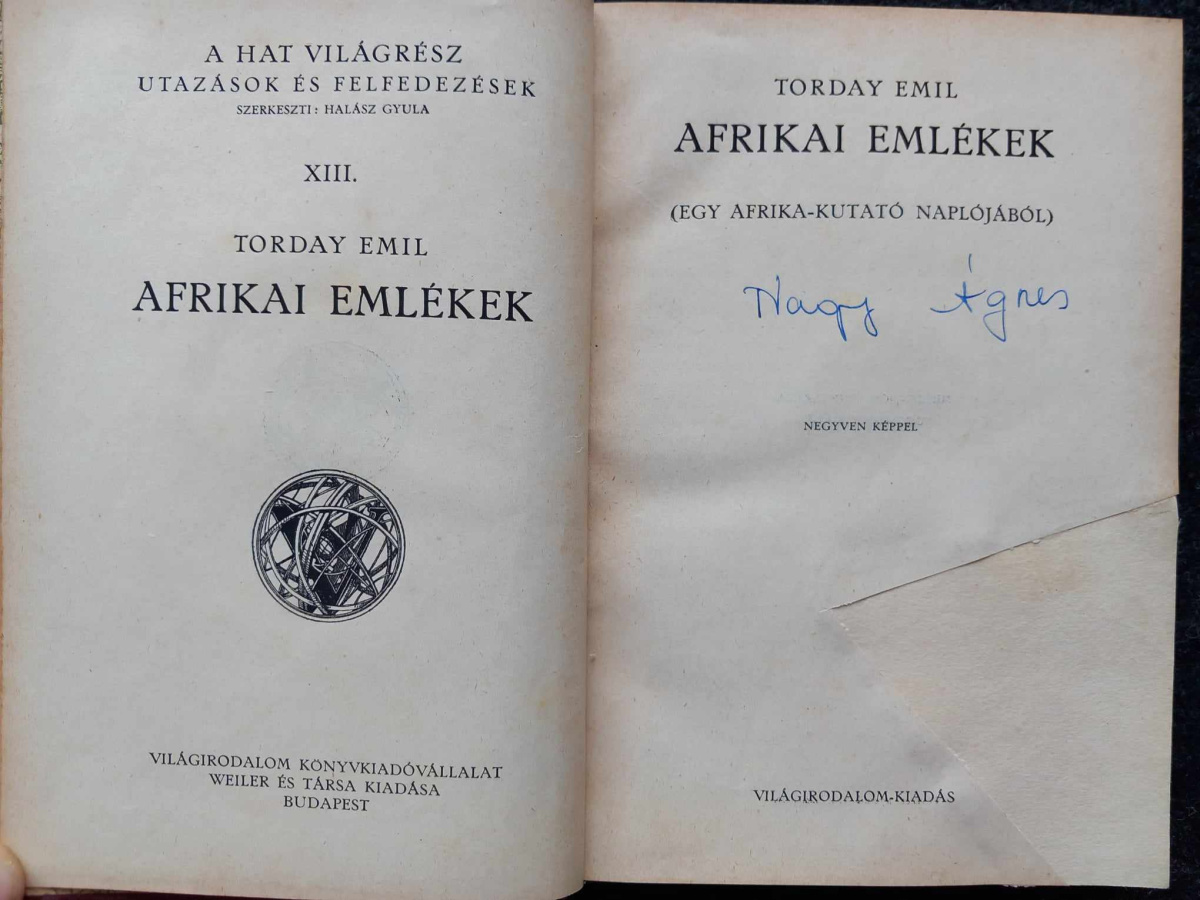 A HAT VILÁGRÉSZ
UTAZÁSOK ÉS FELFEDEZÉSEK
SZERKESZTI: HALÁSZ GYULA
XIII.
TORDAY EMIL
AFRIKAI EMLÉKEK
VILÁGIRODALOM KÖNYVKIADÓVÁLLALAT
WEILER ÉS TÁRSA KIADÁSA
BUDAPEST
TORDAY EMIL
AFRIKAI EMLÉKEK
(EGY AFRIKA-KUTATÓ NAPLÓJÁBÓL)
Nagy Ágnes
NEGYVEN KÉPPEL
VILÁGIRODALOM-KIADÁS